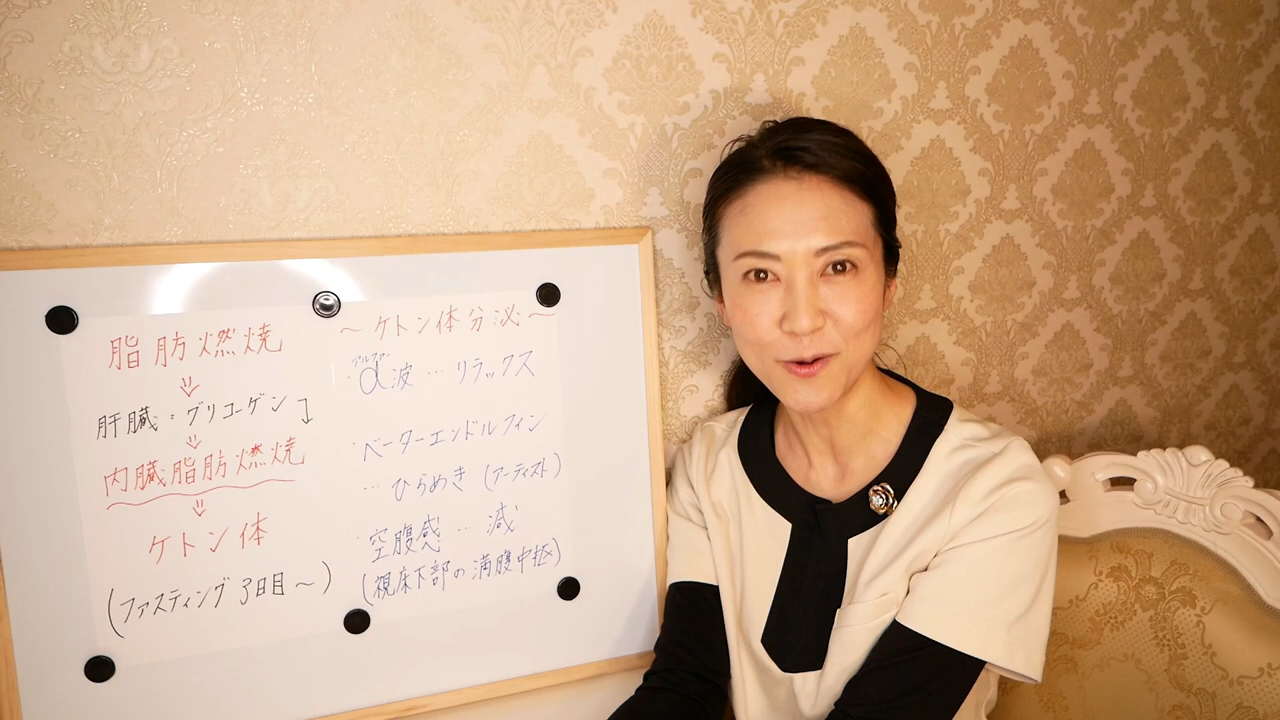 脂肪燃焼
肝臓=グリコーゲン
内臓脂肪燃焼
ケトン体
(ファスティング3日目~)
~ケトン体分泌~
アルファー
・α波…リラックス
・ベーターエンドルフィン
…ひらめき(アーティスト)
・空腹感…減
(視床下部の満腹中枢)